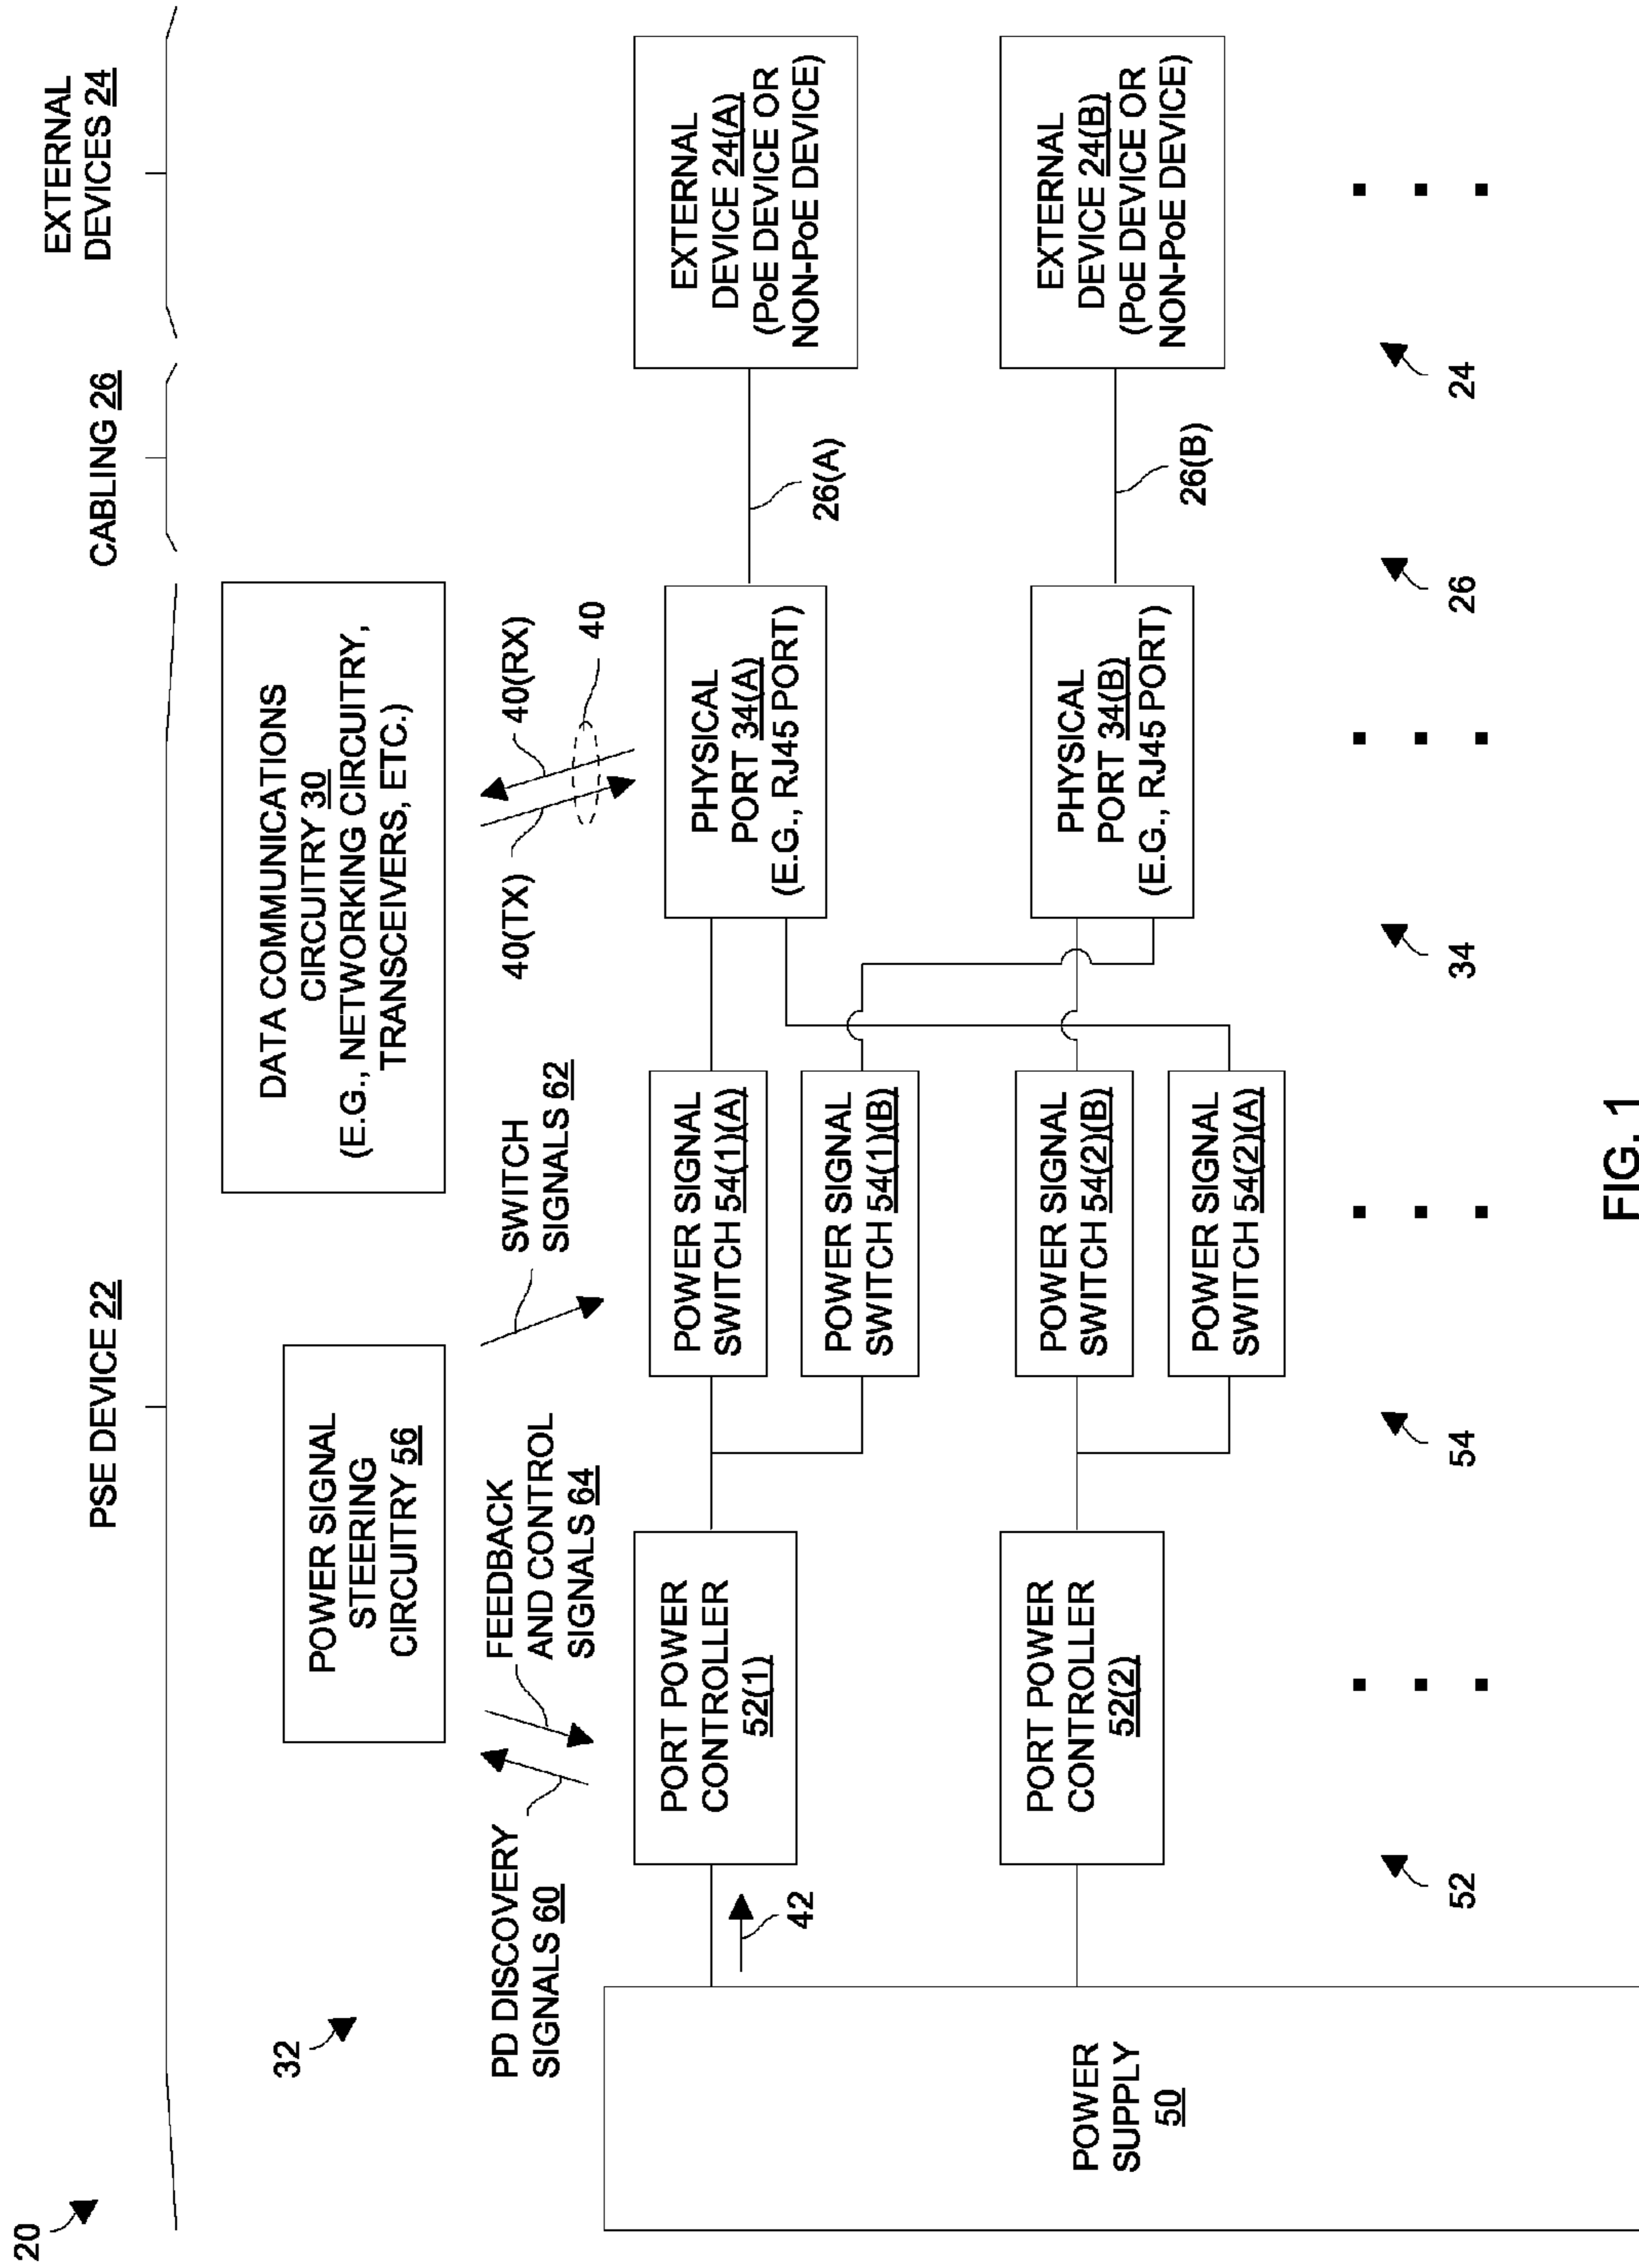 20
PSE DEVICE 22
CABLING 26
EXTERNAL
DEVICES 24
32
POWER SIGNAL
STEERING
CIRCUITRY 56
DATA COMMUNICATIONS
CIRCUITRY 30
(E.G., NETWORKING CIRCUITRY,
TRANSCEIVERS, ETC.)
PD DISCOVERY
SIGNALS 60
FEEDBACK
AND CONTROL
SIGNALS 64
SWITCH
SIGNALS 62
40(TX)
40(RX)
40
POWER
SUPPLY
50
42
PORT POWER
CONTROLLER
52(1)
POWER SIGNAL
SWITCH 54(1)(A)
POWER SIGNAL
SWITCH 54(1)(B)
PHYSICAL
PORT 34(A)
(E.G., RJ45 PORT)
26(A)
EXTERNAL
DEVICE 24(A)
(PoE DEVICE OR
NON-PoE DEVICE)
PORT POWER
CONTROLLER
52(2)
POWER SIGNAL
SWITCH 54(2)(B)
POWER SIGNAL
SWITCH 54(2)(A)
PHYSICAL
PORT 34(B)
(E.G., RJ45 PORT)
26(B)
EXTERNAL
DEVICE 24(B)
(PoE DEVICE OR
NON-PoE DEVICE)
52
54
34
26
24
FIG. 1